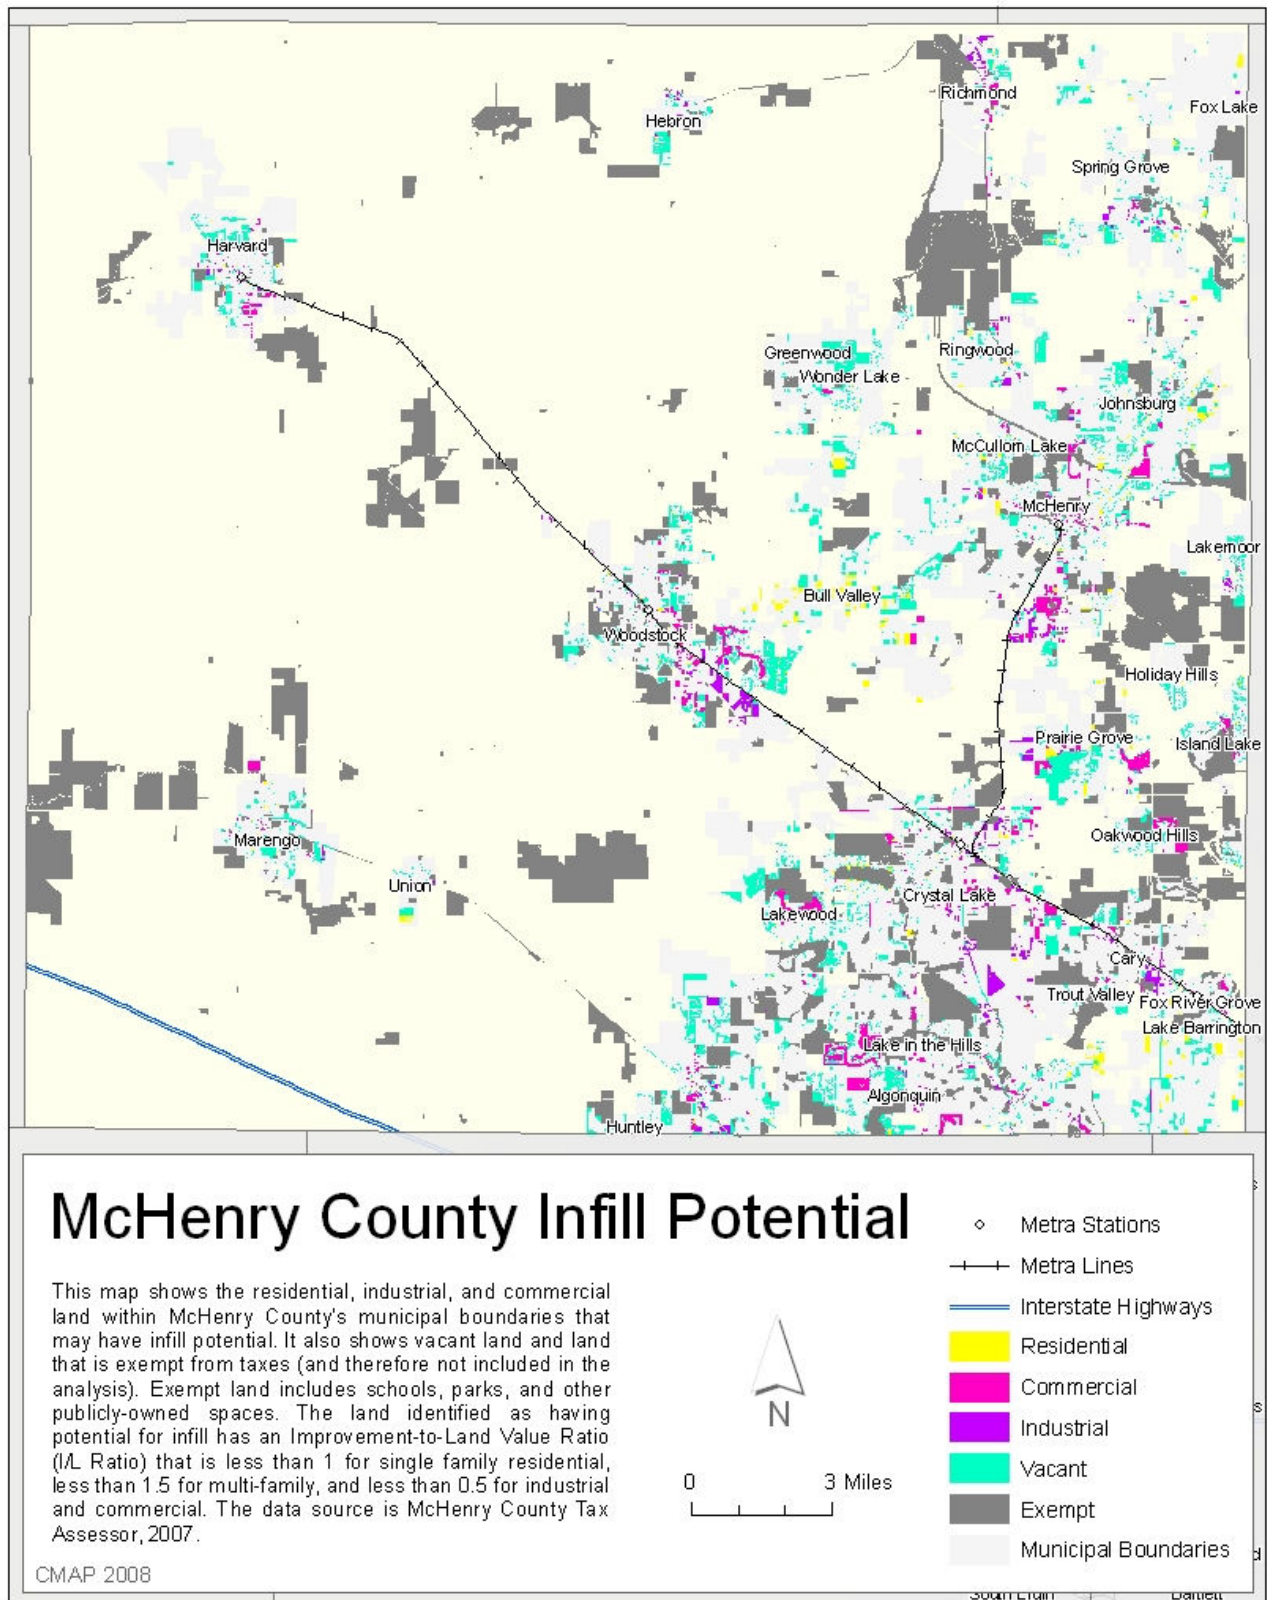 Richmond
Fox Lake
Hebron
Spring Grove
Harvard
Greenwood
Ringwood
Wonder Lake
Johnsburg
McCullom Lake
McHenry
Lakemoor
Bull Valley
Woodstock
Holiday Hills
Prairie Grove
Island Lake
Marengo
Oakwood Hills
Union
Crystal Lake
Lakewood
Cary
Trout Valley
Fox River Grove
Lake Barrington
Lake in the Hills
Algonquin
Huntley
McHenry County Infill Potential
This map shows the residential, industrial, and commercial
land within McHenry County's municipal boundaries that
may have infill potential. It also shows vacant land and land
that is exempt from taxes (and therefore not included in the
analysis). Exempt land includes schools, parks, and other
publicly-owned spaces. The land identified as having
potential for infill has an Improvement-to-Land Value Ratio
(I/L Ratio) that is less than 1 for single family residential,
less than 1.5 for multi-family, and less than 0.5 for industrial
and commercial. The data source is McHenry County Tax
Assessor, 2007.
CMAP 2008
N
0 3 Miles
Metra Stations
Metra Lines
Interstate Highways
Residential
Commercial
Industrial
Vacant
Exempt
Municipal Boundaries